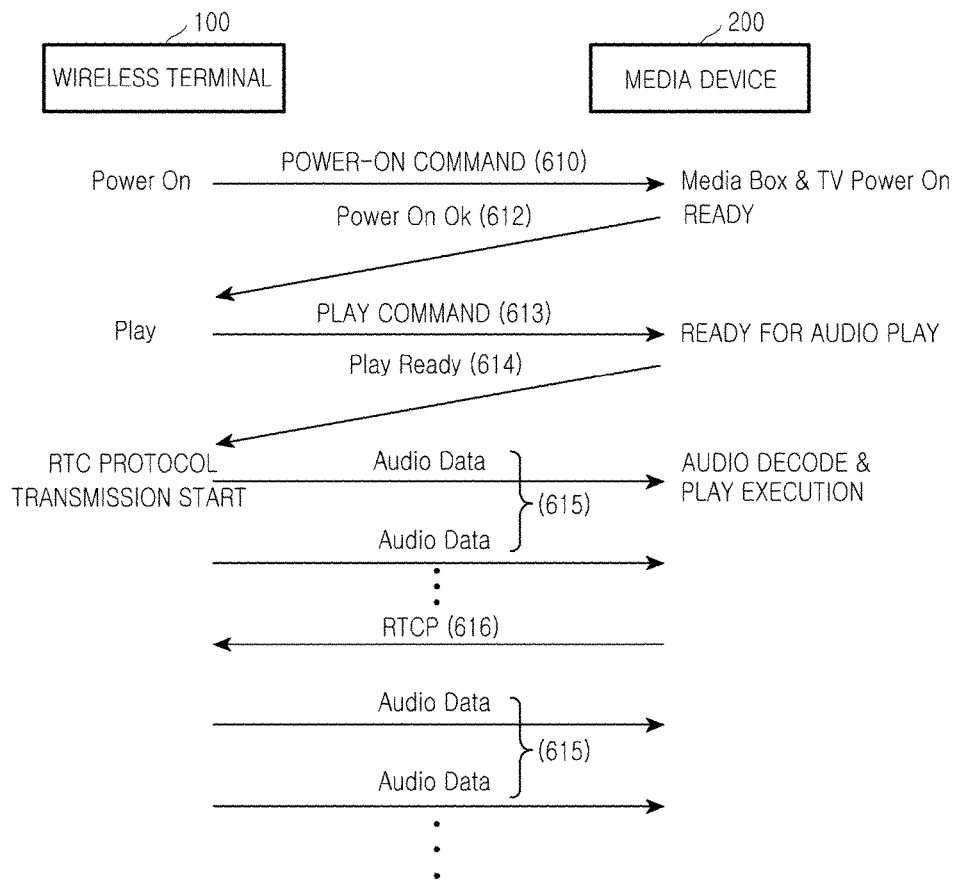 100
200
WIRELESS TERMINAL
MEDIA DEVICE
POWER-ON COMMAND (610)
Power On
Media Box & TV Power On
Power On Ok (612)
READY
PLAY COMMAND (613)
Play
READY FOR AUDIO PLAY
Play Ready (614)
RTC PROTOCOL
TRANSMISSION START
Audio Data
(615)
AUDIO DECODE &
PLAY EXECUTION
Audio Data
RTCP (616)
Audio Data
(615)
Audio Data